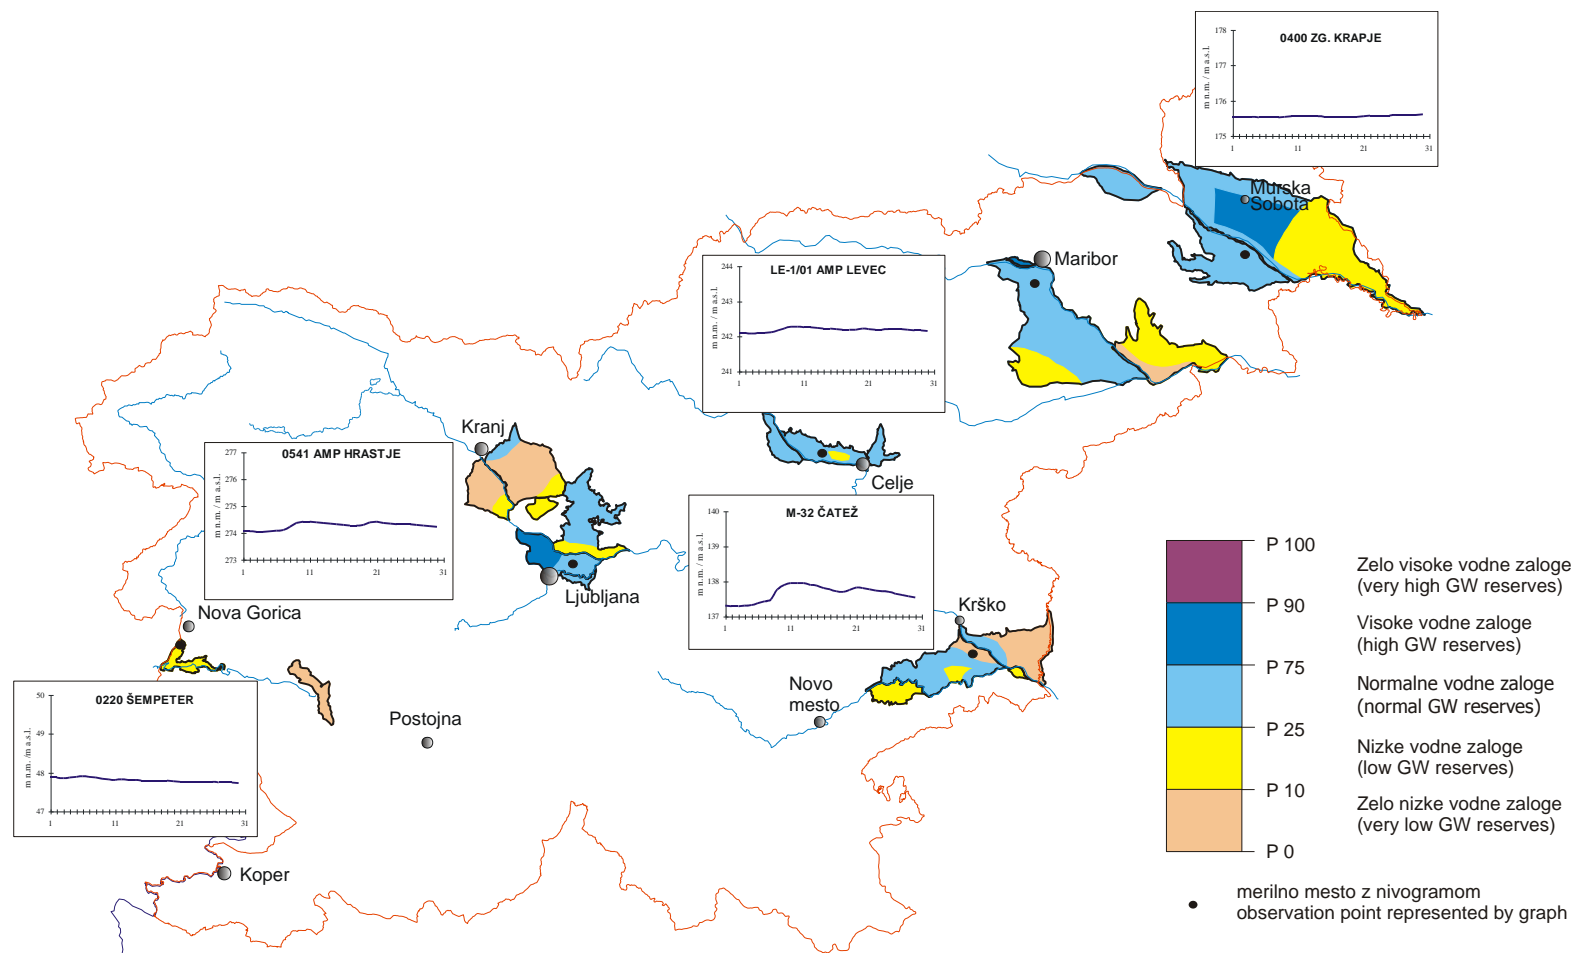 0400 ZG. KRAPJE
m n.m. / m a.s.l.
178
177
176
175
1 11 21 31
Murska
Sobota
Maribor
LE-1/01 AMP LEVEC
m n.m. / m a.s.l.
244
243
242
241
1 11 21 31
Kranj
0541 AMP HRASTJE
m n.m. / m a.s.l.
277
276
275
274
273
1 11 21 31
Celje
M-32 ČATEŽ
m n.m. / m a.s.l.
140
139
138
137
1 11 21 31
Ljubljana
Nova Gorica
Krško
Novo
mesto
0220 ŠEMPETER
m n.m. /m a.s.l.
50
49
48
47
1 11 21 31
Postojna
Koper
P 100
Zelo visoke vodne zaloge
(very high GW reserves)
P 90
Visoke vodne zaloge
(high GW reserves)
P 75
Normalne vodne zaloge
(normal GW reserves)
P 25
Nizke vodne zaloge
(low GW reserves)
P 10
Zelo nizke vodne zaloge
(very low GW reserves)
P 0
merilno mesto z nivogramom
observation point represented by graph